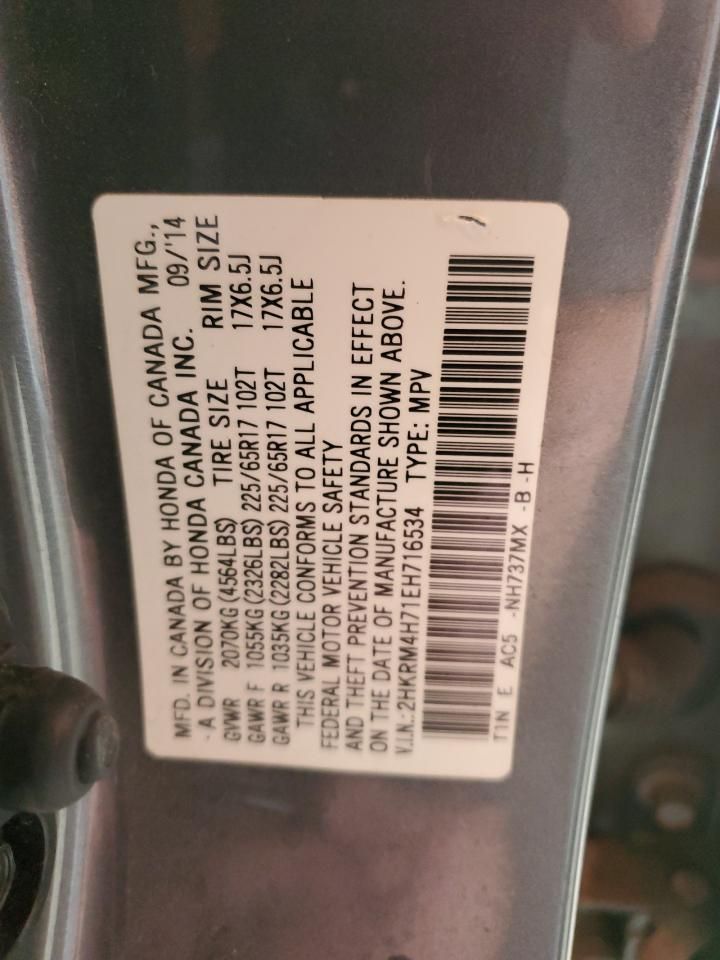 MFD. IN CANADA BY HONDA OF CANADA MFG.,
- A DIVISION OF HONDA CANADA INC. 09/'14
GVWR 2070KG (4564LBS) TIRE SIZE RIM SIZE
GAWR F 1055KG (2326LBS) 225/65R17 102T 17X6.5J
GAWR R 1035KG (2282LBS) 225/65R17 102T 17X6.5J
THIS VEHICLE CONFORMS TO ALL APPLICABLE
FEDERAL MOTOR VEHICLE SAFETY
AND THEFT PREVENTION STANDARDS IN EFFECT
ON THE DATE OF MANUFACTURE SHOWN ABOVE.
V.I.N.: 2HKRM4H71EH716534 TYPE: MPV
T1N E AC5 -NH737MX -B -H